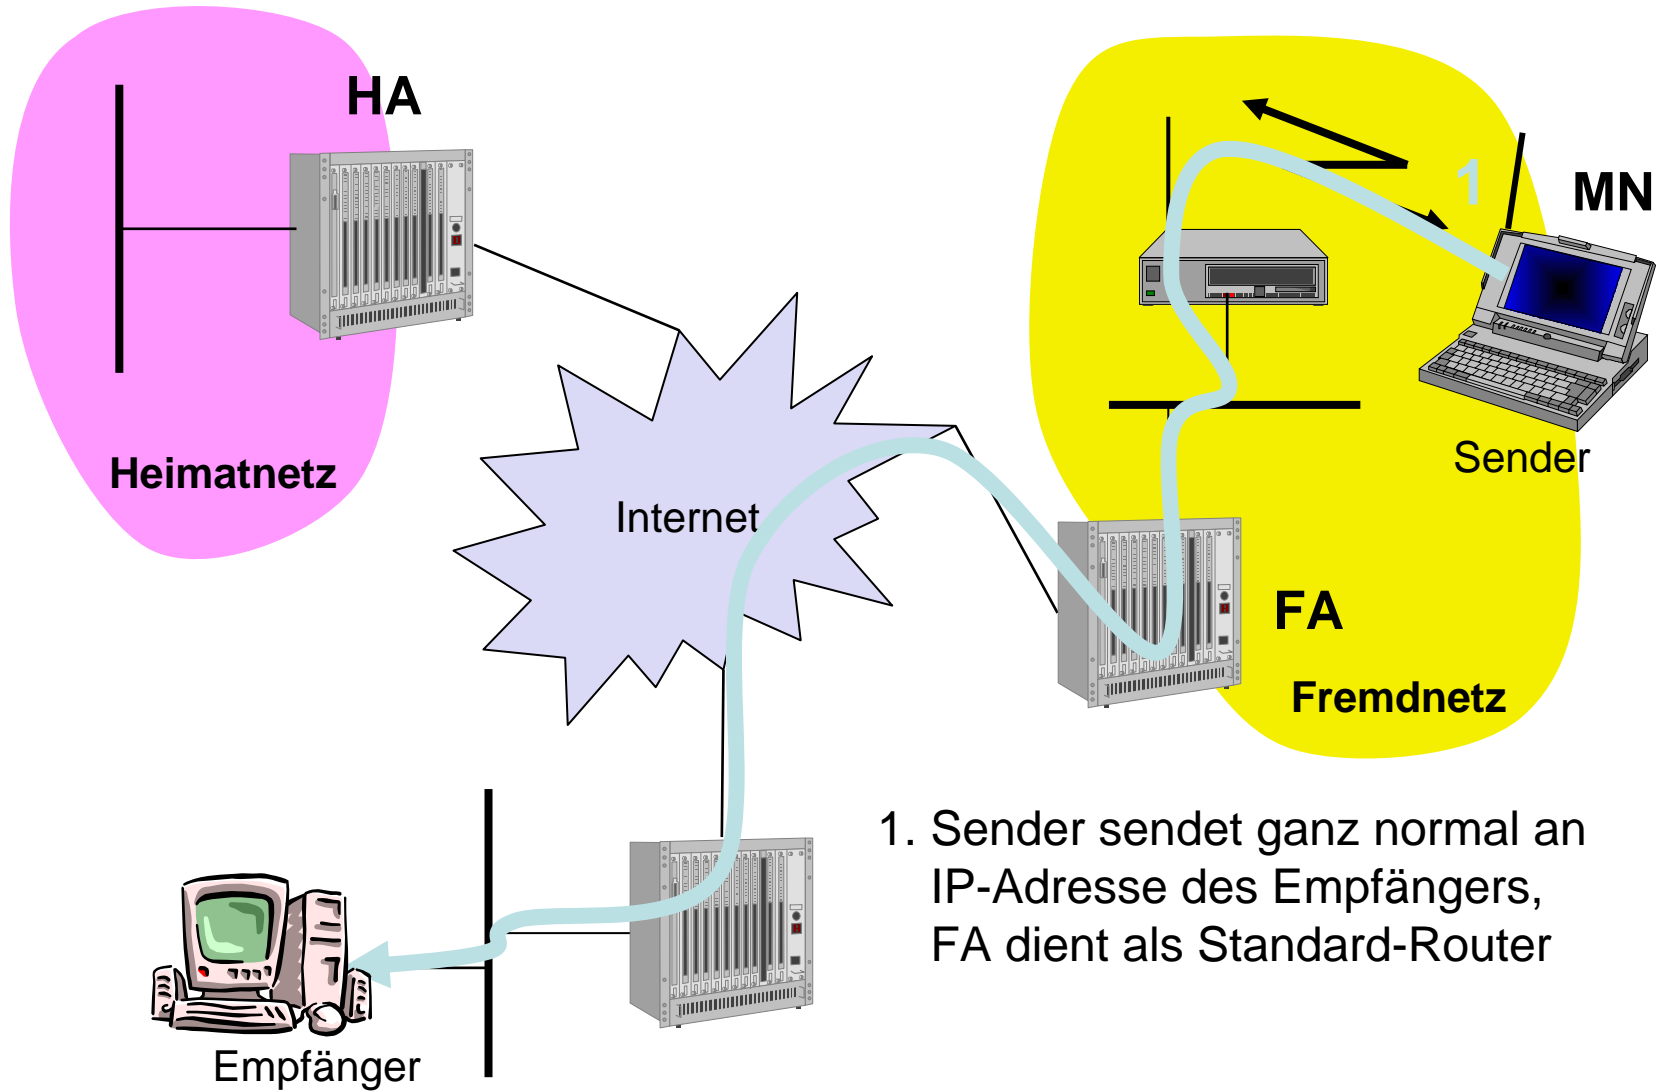 HA
1
MN
Heimatnetz
Sender
Internet
FA
Fremdnetz
1. Sender sendet ganz normal an
IP-Adresse des Empfängers,
FA dient als Standard-Router
Empfänger